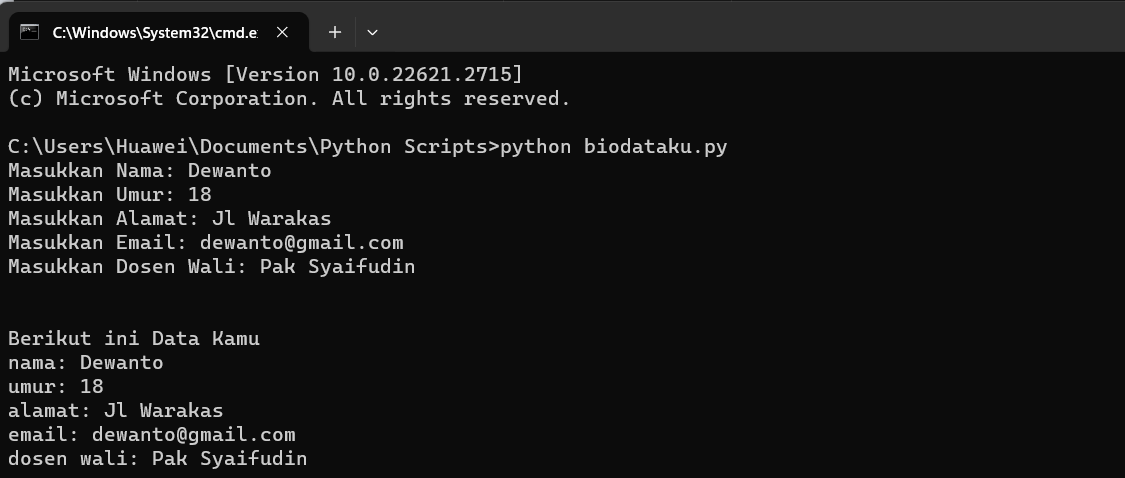 C:\Windows\System32\cmd.e
Microsoft Windows [Version 10.0.22621.2715]
(c) Microsoft Corporation. All rights reserved.
C:\Users\Huawei\Documents\Python Scripts>python biodataku.py
Masukkan Nama: Dewanto
Masukkan Umur: 18
Masukkan Alamat: Jl Warakas
Masukkan Email: dewanto@gmail.com
Masukkan Dosen Wali: Pak Syaifudin
Berikut ini Data Kamu
nama: Dewanto
umur: 18
alamat: Jl Warakas
email: dewanto@gmail.com
dosen wali: Pak Syaifudin